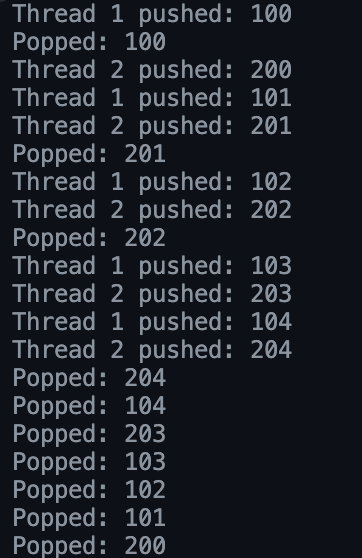 Thread 1 pushed: 100
Popped: 100
Thread 2 pushed: 200
Thread 1 pushed: 101
Thread 2 pushed: 201
Popped: 201
Thread 1 pushed: 102
Thread 2 pushed: 202
Popped: 202
Thread 1 pushed: 103
Thread 2 pushed: 203
Thread 1 pushed: 104
Thread 2 pushed: 204
Popped: 204
Popped: 104
Popped: 203
Popped: 103
Popped: 102
Popped: 101
Popped: 200